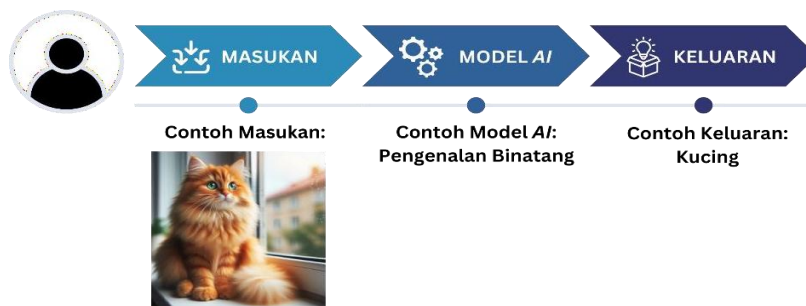 MASUKAN
MODEL AI
KELUARAN
Contoh Masukan:
Contoh Model AI:
Pengenalan Binatang
Contoh Keluaran:
Kucing